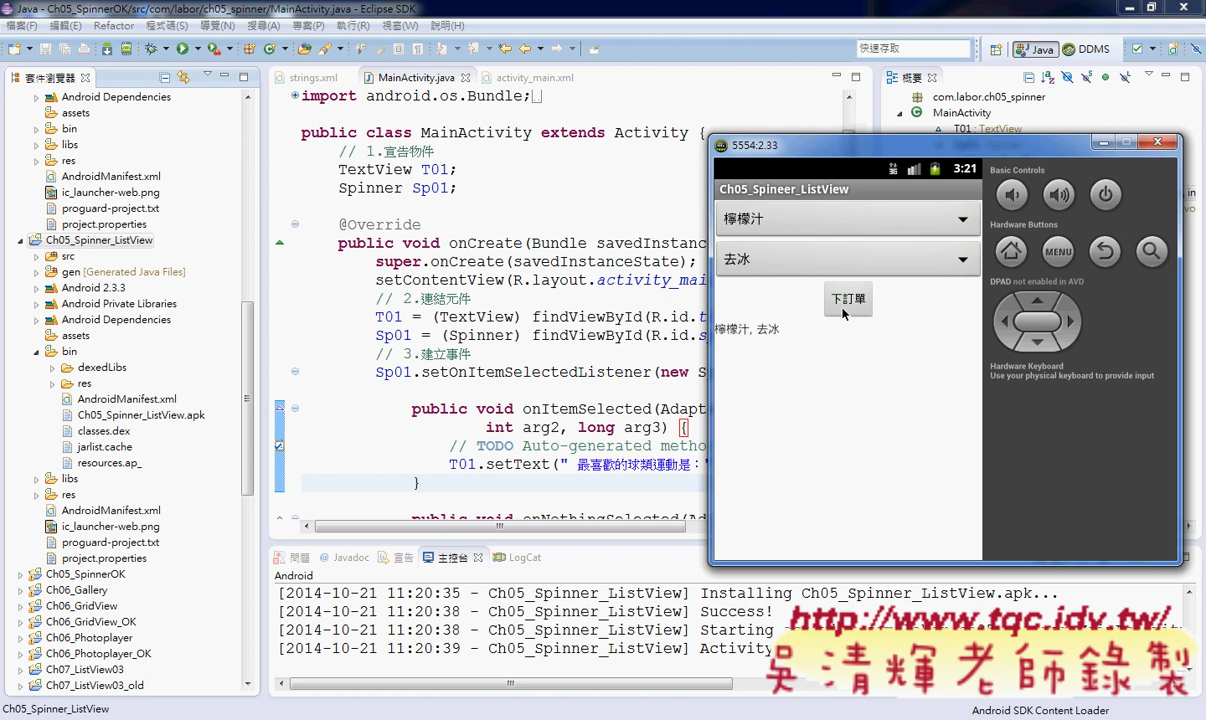 Java - Ch05_SpinnerOK/src/com/labor/ch05_spinner/MainActivity.java - Eclipse SDK
檔案(F) 編輯(E) Refactor 程式碼(S) 導覽(N) 搜尋(A) 專案(P) 執行(R) 視窗(W) 說明(H)
快速存取
Java DDMS
套件瀏覽器
Android Dependencies
assets
bin
libs
res
AndroidManifest.xml
ic_launcher-web.png
proguard-project.txt
project.properties
Ch05_Spinner_ListView
src
gen [Generated Java Files]
Android 2.3.3
Android Private Libraries
Android Dependencies
assets
bin
dexedLibs
res
AndroidManifest.xml
Ch05_Spinner_ListView.apk
classes.dex
jarlist.cache
resources.ap_
libs
res
AndroidManifest.xml
ic_launcher-web.png
proguard-project.txt
project.properties
Ch05_SpinnerOK
Ch06_Gallery
Ch06_GridView
Ch06_GridView_OK
Ch06_Photoplayer
Ch06_Photoplayer_OK
Ch07_ListView03
Ch07_ListView03_old
strings.xml MainActivity.java activity_main.xml
import android.os.Bundle;
public class MainActivity extends Activity {
// 1.宣告物件
TextView T01;
Spinner Sp01;
@Override
public void onCreate(Bundle savedInstanc
super.onCreate(savedInstanceState);
setContentView(R.layout.activity_mai
// 2.連結元件
T01 = (TextView) findViewById(R.id.t
Sp01 = (Spinner) findViewById(R.id.s
// 3.建立事件
Sp01.setOnItemSelectedListener(new S
public void onItemSelected(Adapt
int arg2, long arg3) {
// TODO Auto-generated metho
T01.setText(" 最喜歡的球類運動是："
}
public void onNothingSelected(Ad
概要
com.labor.ch05_spinner
MainActivity
T01 : TextView
5554:2.33
3:21
Ch05_Spineer_ListView
檸檬汁
去冰
下訂單
檸檬汁, 去冰
Basic Controls
Hardware Buttons
MENU
DPAD not enabled in AVD
Hardware Keyboard
Use your physical keyboard to provide input
問題 @ Javadoc 宣告 主控台 LogCat
Android
[2014-10-21 11:20:35 - Ch05_Spinner_ListView] Installing Ch05_Spinner_ListView.apk...
[2014-10-21 11:20:38 - Ch05_Spinner_ListView] Success!
[2014-10-21 11:20:38 - Ch05_Spinner_ListView] Starting
[2014-10-21 11:20:39 - Ch05_Spinner_ListView] Activity
http://www.tqc.idv.tw/
吳清輝老師錄製
Ch05_Spinner_ListView
Android SDK Content Loader